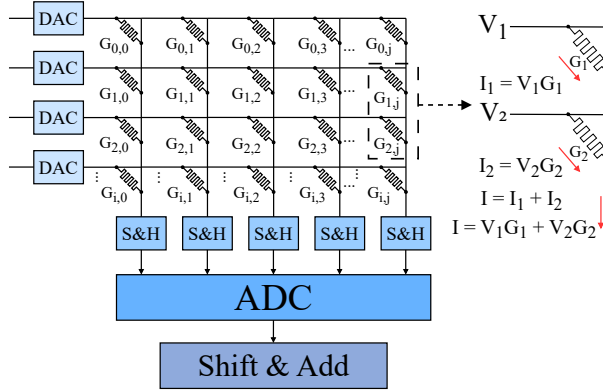 DAC
G0,0 G0,1 G0,2 G0,3 ... G0,j
DAC
G1,0 G1,1 G1,2 G1,3 ... G1,j
DAC
G2,0 G2,1 G2,2 G2,3 ... G2,j
DAC
... ... ... ... ...
Gi,0 Gi,1 Gi,2 Gi,3 ... Gi,j
S&H S&H S&H S&H S&H
ADC
Shift & Add
V1
G1
I1 = V1G1
V2
G2
I2 = V2G2
I = I1 + I2
I = V1G1 + V2G2